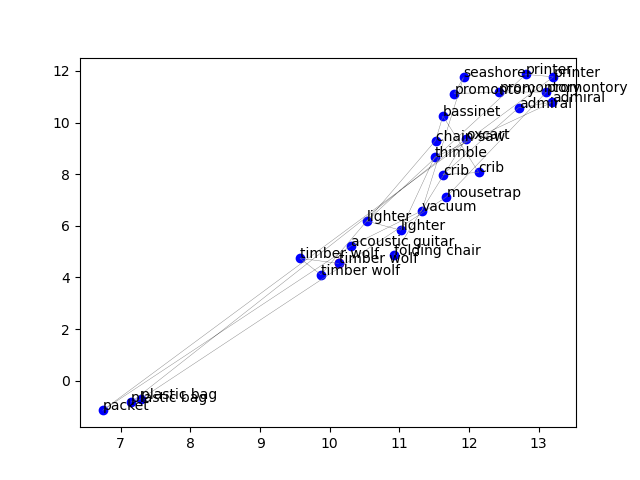 12
10
8
6
4
2
0
7
8
9
10
11
12
13
seashore
printer
printer
promontory
promontory
promontory
admiral
admiral
bassinet
chain saw
oxcart
thimble
crib
crib
mousetrap
vacuum
lighter
lighter
acoustic guitar
folding chair
timber wolf
timber wolf
timber wolf
plastic bag
plastic bag
packet